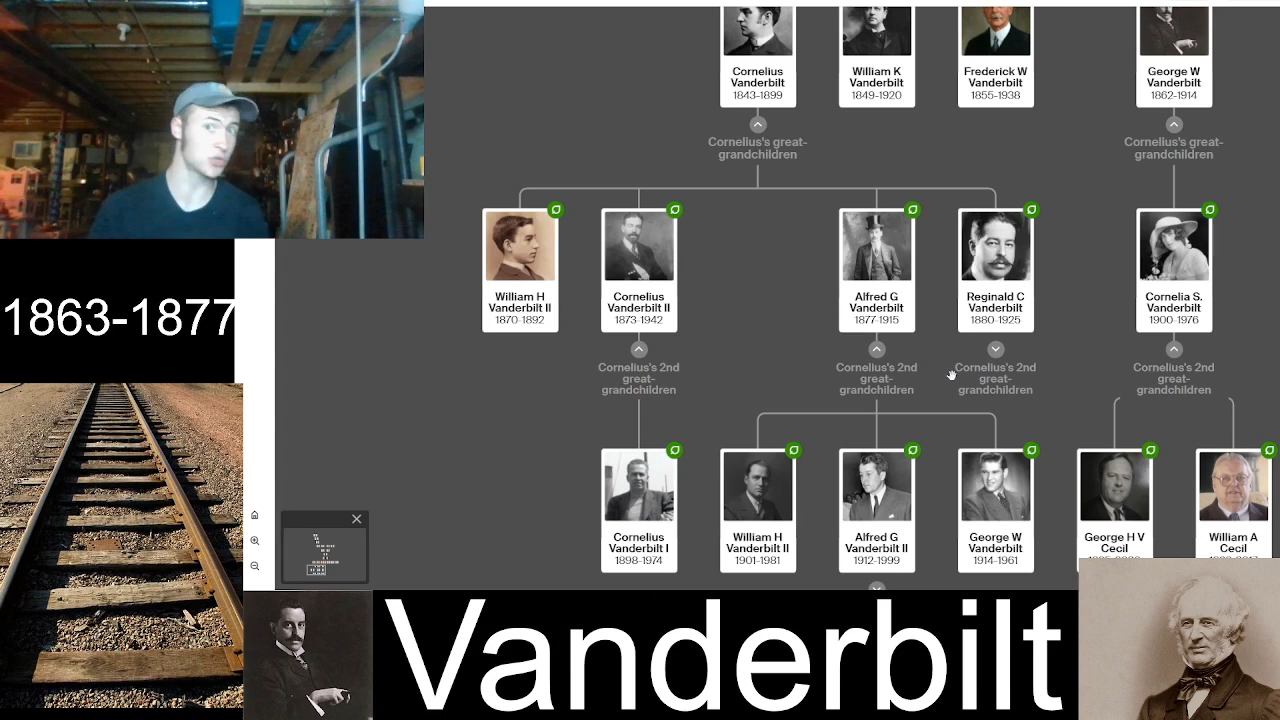 Cornelius
Vanderbilt
1843-1899
William K
Vanderbilt
1849-1920
Frederick W
Vanderbilt
1855-1938
George W
Vanderbilt
1862-1914
Cornelius's great-
grandchildren
Cornelius's great-
grandchildren
William H
Vanderbilt II
1870-1892
Cornelius
Vanderbilt II
1873-1942
Alfred G
Vanderbilt
1877-1915
Reginald C
Vanderbilt
1880-1925
Cornelia S.
Vanderbilt
1900-1976
Cornelius's 2nd
great-
grandchildren
Cornelius's 2nd
great-
grandchildren
Cornelius's 2nd
great-
grandchildren
Cornelius's 2nd
great-
grandchildren
Cornelius
Vanderbilt I
1898-1974
William H
Vanderbilt II
1901-1981
Alfred G
Vanderbilt II
1912-1999
George W
Vanderbilt
1914-1961
George H V
Cecil
William A
Cecil
1863-1877
Vanderbilt